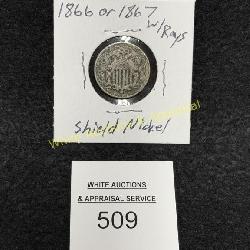 1866 or 1867
w/Rays
Shield Nickel
WHITE AUCTIONS
& APPRAISAL SERVICE
509